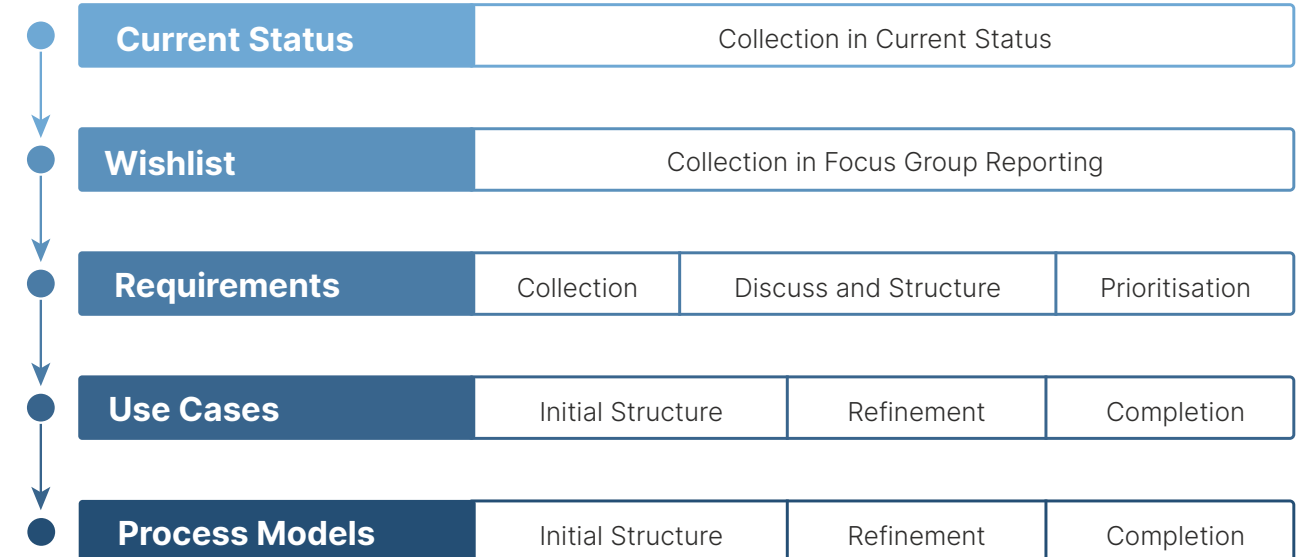 Current Status
Collection in Current Status
Wishlist
Collection in Focus Group Reporting
Requirements
Collection
Discuss and Structure
Prioritisation
Use Cases
Initial Structure
Refinement
Completion
Process Models
Initial Structure
Refinement
Completion